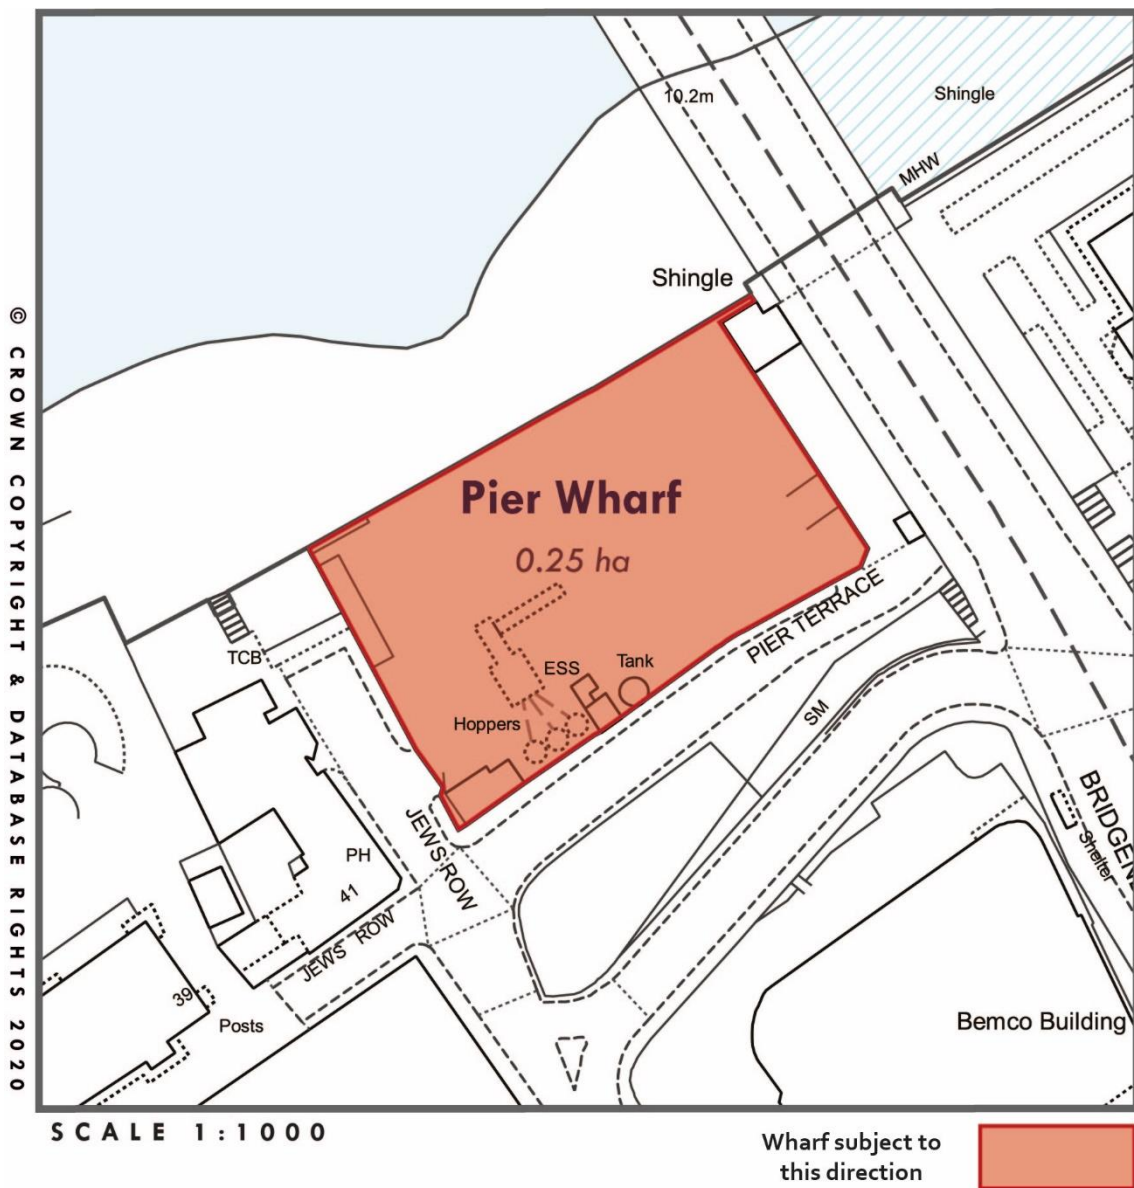 10.2m
Shingle
MHW
Shingle
© CROWN COPYRIGHT & DATABASE RIGHTS 2020
Pier Wharf
0.25 ha
PIER TERRACE
TCB
ESS
Tank
Hoppers
SM
JEWS ROW
BRIDGEN
Shelter
PH
41
JEWS ROW
39
Posts
Bemco Building
SCALE 1:1000
Wharf subject to
this direction